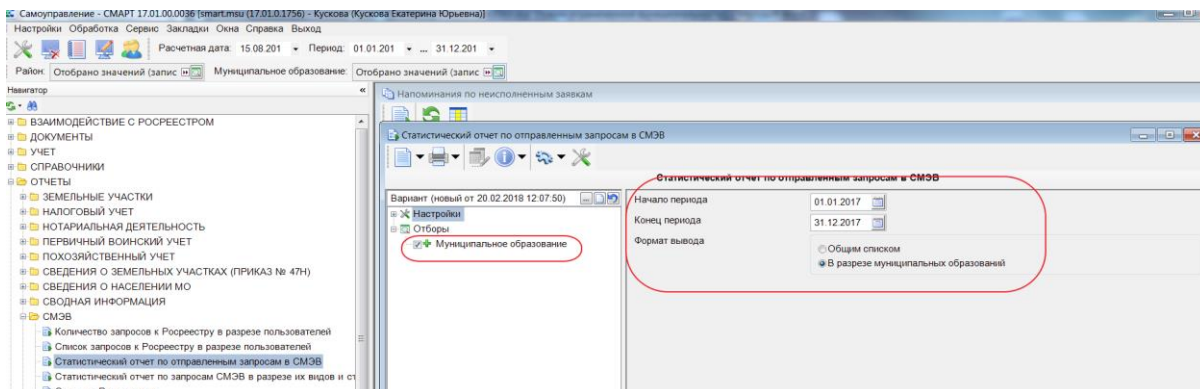 Самоуправление - СМАРТ 17.01.00.0036 [smart.msu (17.01.0.1756) - Кускова (Кускова Екатерина Юрьевна)]
Настройки Обработка Сервис Закладки Окна Справка Выход
Расчетная дата: 15.08.201 Период: 01.01.201 ... 31.12.201
Район: Отобрано значений (запис Муниципальное образование: Отобрано значений (запис
Навигатор
ВЗАИМОДЕЙСТВИЕ С РОСРЕЕСТРОМ
ДОКУМЕНТЫ
УЧЕТ
СПРАВОЧНИКИ
ОТЧЕТЫ
ЗЕМЕЛЬНЫЕ УЧАСТКИ
НАЛОГОВЫЙ УЧЕТ
НОТАРИАЛЬНАЯ ДЕЯТЕЛЬНОСТЬ
ПЕРВИЧНЫЙ ВОИНСКИЙ УЧЕТ
ПОХОЗЯЙСТВЕННЫЙ УЧЕТ
СВЕДЕНИЯ О ЗЕМЕЛЬНЫХ УЧАСТКАХ (ПРИКАЗ № 47Н)
СВЕДЕНИЯ О НАСЕЛЕНИИ МО
СВОДНАЯ ИНФОРМАЦИЯ
СМЭВ
Количество запросов к Росреестру в разрезе пользователей
Список запросов к Росреестру в разрезе пользователей
Статистический отчет по отправленным запросам в СМЭВ
Статистический отчет по запросам СМЭВ в разрезе их видов и ст
Напоминания по неисполненным заявкам
Статистический отчет по отправленным запросам в СМЭВ
Вариант (новый от 20.02.2018 12:07:50)
Настройки
Отборы
Муниципальное образование
Статистический отчет по отправленным запросам в СМЭВ
Начало периода 01.01.2017
Конец периода 31.12.2017
Формат вывода
Общим списком
В разрезе муниципальных образований